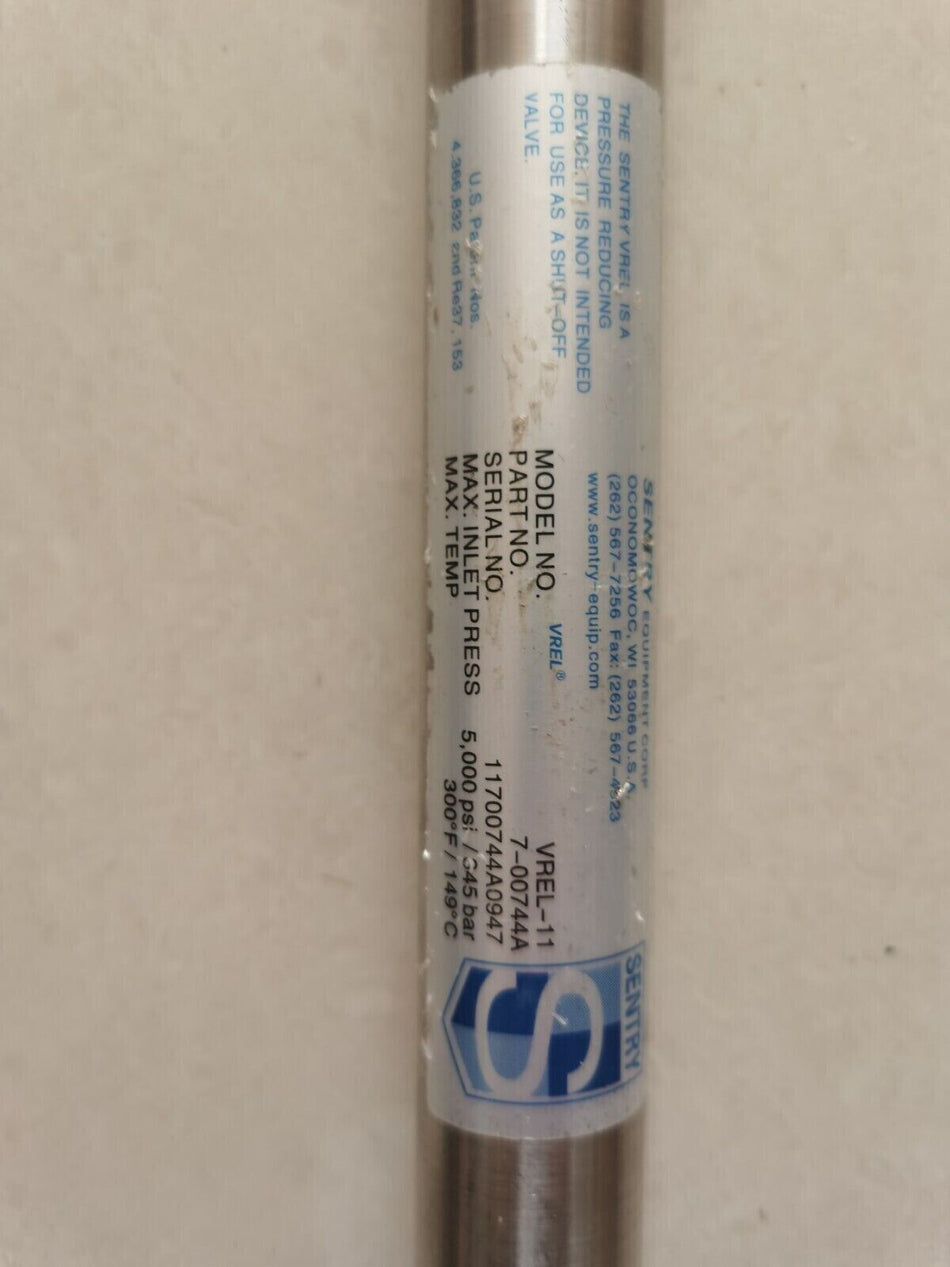 THE SENTRY VREL IS A
PRESSURE REDUCING
DEVICE. IT IS NOT INTENDED
FOR USE AS A SHUT-OFF
VALVE.
U.S. Patent Nos.
4,366,832 and Re37,153
SENTRY EQUIPMENT CORP
OCONOMOWOC, WI 53066 U.S.A.
(262) 567-7256 Fax: (262) 567-4523
www.sentry-equip.com
VREL®
MODEL NO. VREL-11
PART NO. 7-00744A
SERIAL NO. 11700744A0947
MAX. INLET PRESS 5,000 psi / 345 bar
MAX. TEMP 300°F / 149°C
SENTRY
S